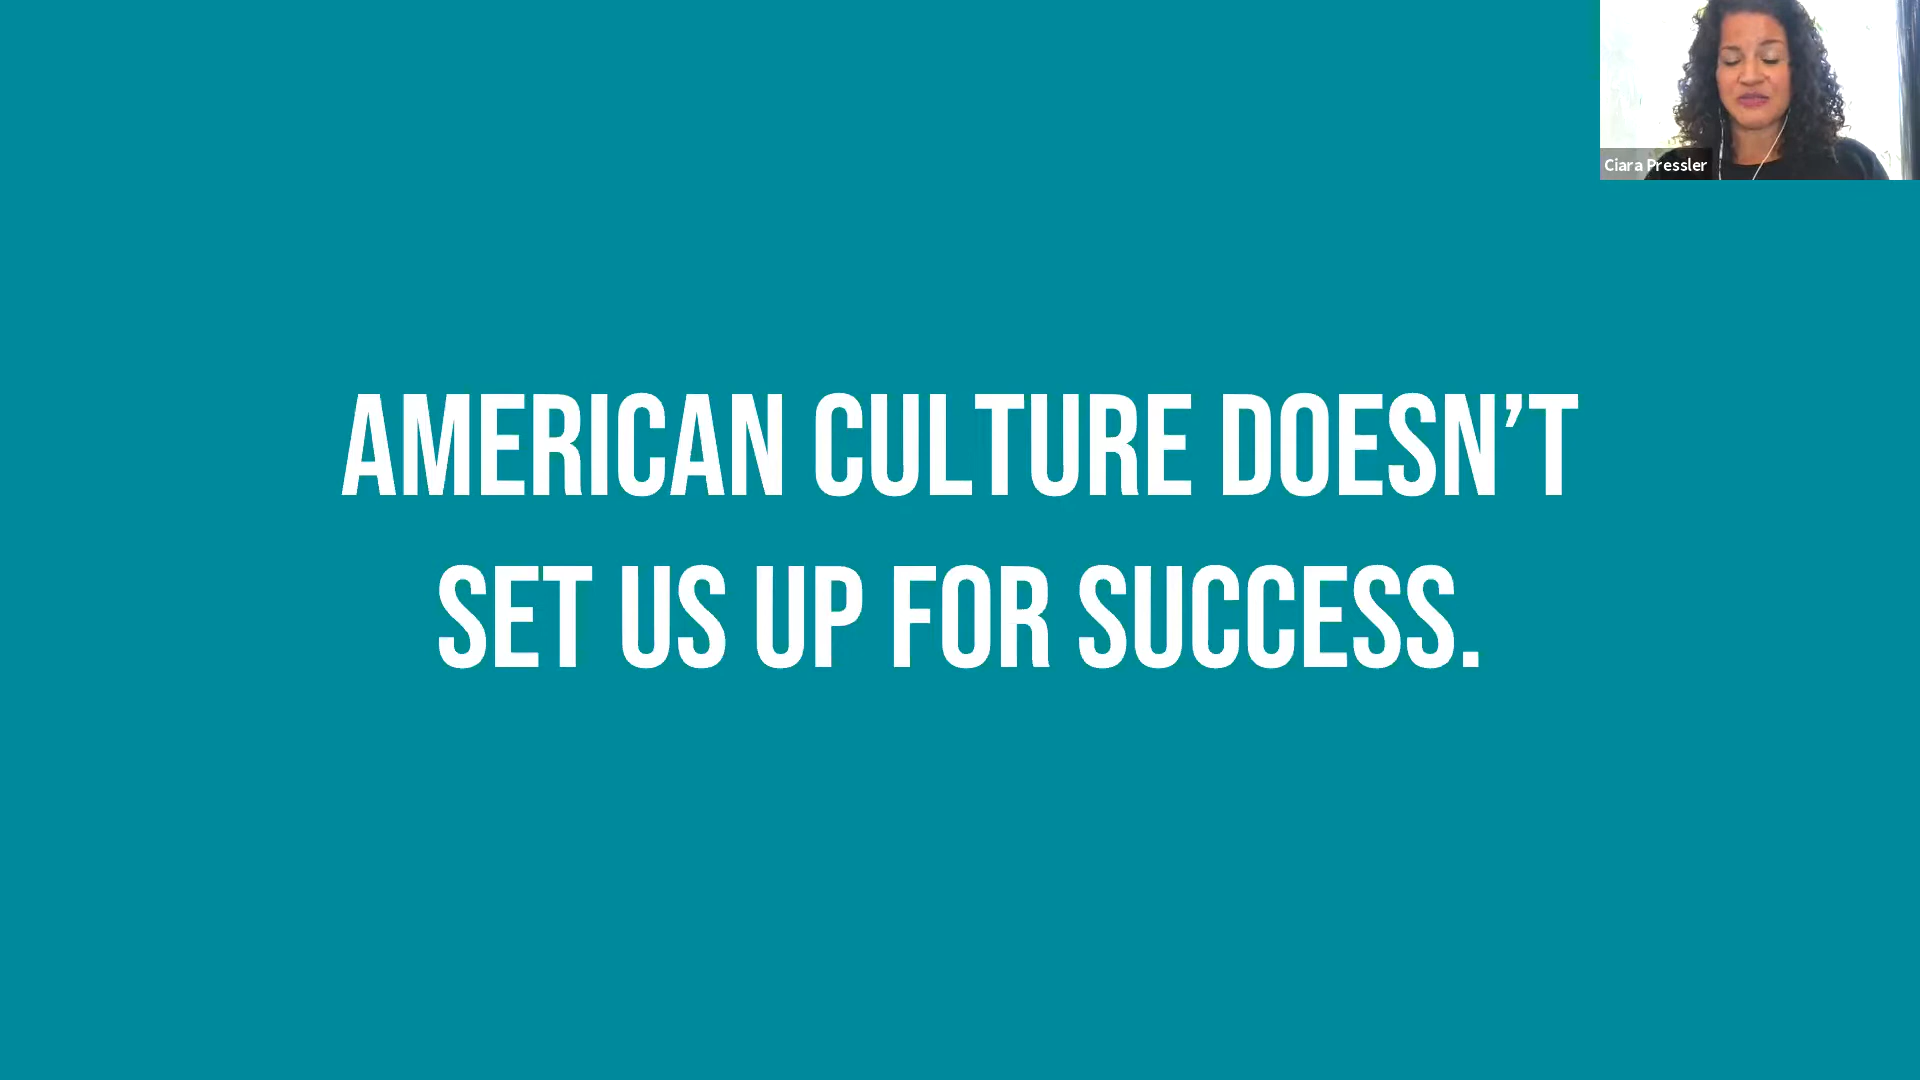 Ciara Pressler
AMERICAN CULTURE DOESN’T
SET US UP FOR SUCCESS.